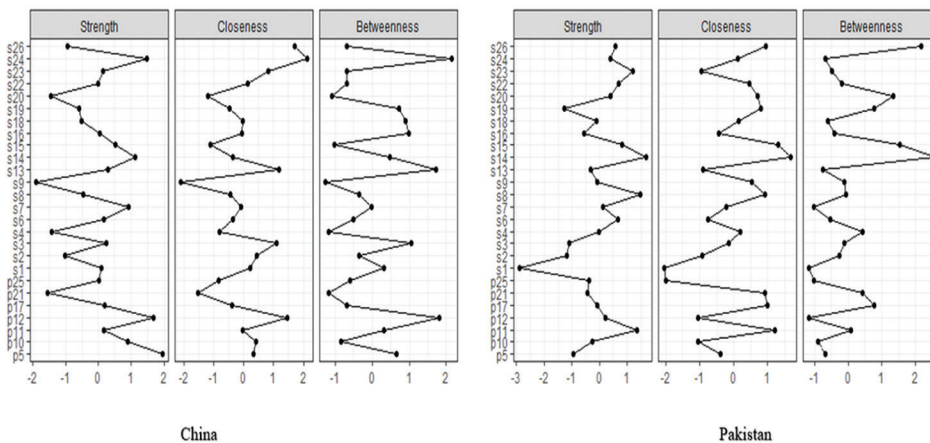 Strength Closeness Betweenness
s26
s24
s23
s22
s20
s19
s18
s16
s15
s14
s13
s9
s8
s7
s6
s4
s3
s2
s1
p25
p21
p17
p12
p11
p10
p5
-2 -1 0 1 2 -2 -1 0 1 2 -1 0 1 2
China
Strength Closeness Betweenness
s26
s24
s23
s22
s20
s19
s18
s16
s15
s14
s13
s9
s8
s7
s6
s4
s3
s2
s1
p25
p21
p17
p12
p11
p10
p5
-3 -2 -1 0 1 -2 -1 0 1 -1 0 1 2
Pakistan